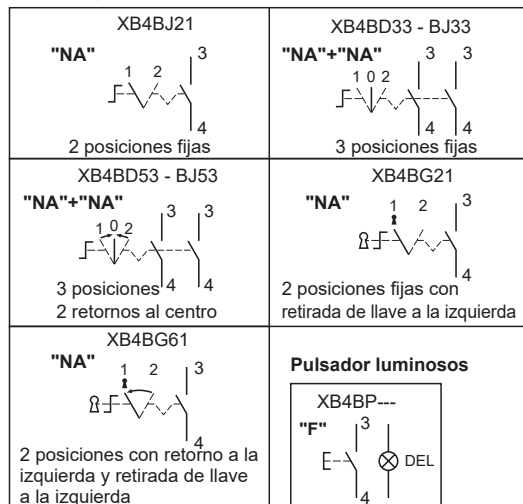 XB4BJ21
"NA"
3
1 2
4
2 posiciones fijas
XB4BD33 - BJ33
"NA"+"NA"
3 3
1 0 2
4 4
3 posiciones fijas
XB4BD53 - BJ53
"NA"+"NA"
3 3
1 0 2
3 posiciones 4 4
2 retornos al centro
XB4BG21
"NA"
1 2 3
4
2 posiciones fijas con
retirada de llave a la izquierda
XB4BG61
"NA"
1 2 3
4
2 posiciones con retorno a la
izquierda y retirada de llave
a la izquierda
Pulsador luminosos
XB4BP---
"F"
3
DEL
4